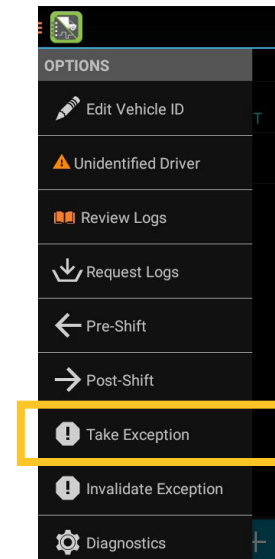 OPTIONS
Edit Vehicle ID
T
Unidentified Driver
Review Logs
Request Logs
Pre-Shift
Post-Shift
Take Exception
Invalidate Exception
Diagnostics